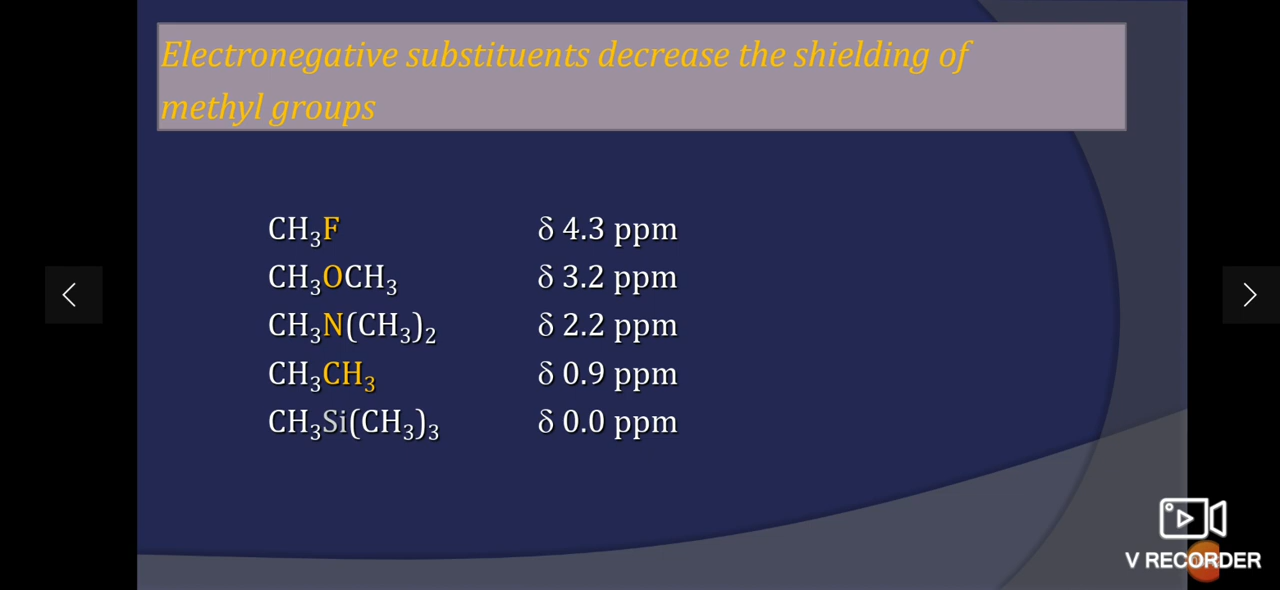 Electronegative substituents decrease the shielding of
methyl groups
CH₃F δ 4.3 ppm
CH₃OCH₃ δ 3.2 ppm
CH₃N(CH₃)₂ δ 2.2 ppm
CH₃CH₃ δ 0.9 ppm
CH₃Si(CH₃)₃ δ 0.0 ppm
V RECORDER